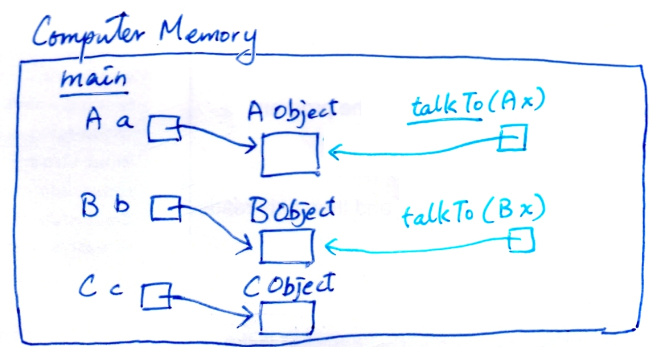 Computer Memory
main
A a
A Object
talkTo (A x)
B b
B Object
talkTo (B x)
C c
C Object